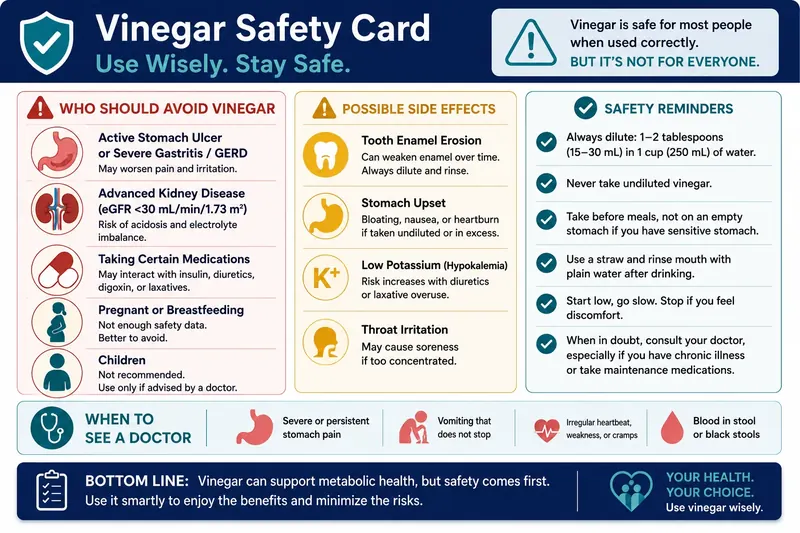 Vinegar Safety Card
Use Wisely. Stay Safe.
Vinegar is safe for most people
when used correctly.
BUT IT'S NOT FOR EVERYONE.
WHO SHOULD AVOID VINEGAR
Active Stomach Ulcer
or Severe Gastritis / GERD
May worsen pain and irritation.
Advanced Kidney Disease
(eGFR <30 mL/min/1.73 m²)
Risk of acidosis and electrolyte
imbalance.
Taking Certain Medications
May interact with insulin, diuretics,
digoxin, or laxatives.
Pregnant or Breastfeeding
Not enough safety data.
Better to avoid.
Children
Not recommended.
Use only if advised by a doctor.
POSSIBLE SIDE EFFECTS
Tooth Enamel Erosion
Can weaken enamel over time.
Always dilute and rinse.
Stomach Upset
Bloating, nausea, or heartburn
if taken undiluted or in excess.
K+
Low Potassium (Hypokalemia)
Risk increases with diuretics
or laxative overuse.
Throat Irritation
May cause soreness
if too concentrated.
SAFETY REMINDERS
Always dilute: 1–2 tablespoons
(15–30 mL) in 1 cup (250 mL) of water.
Never take undiluted vinegar.
Take before meals, not on an empty
stomach if you have sensitive stomach.
Use a straw and rinse mouth with
plain water after drinking.
Start low, go slow. Stop if you feel
discomfort.
When in doubt, consult your doctor,
especially if you have chronic illness
or take maintenance medications.
WHEN TO
SEE A DOCTOR
Severe or persistent
stomach pain
Vomiting that
does not stop
Irregular heartbeat,
weakness, or cramps
Blood in stool
or black stools
BOTTOM LINE: Vinegar can support metabolic health, but safety comes first.
Use it smartly to enjoy the benefits and minimize the risks.
YOUR HEALTH.
YOUR CHOICE.
Use vinegar wisely.